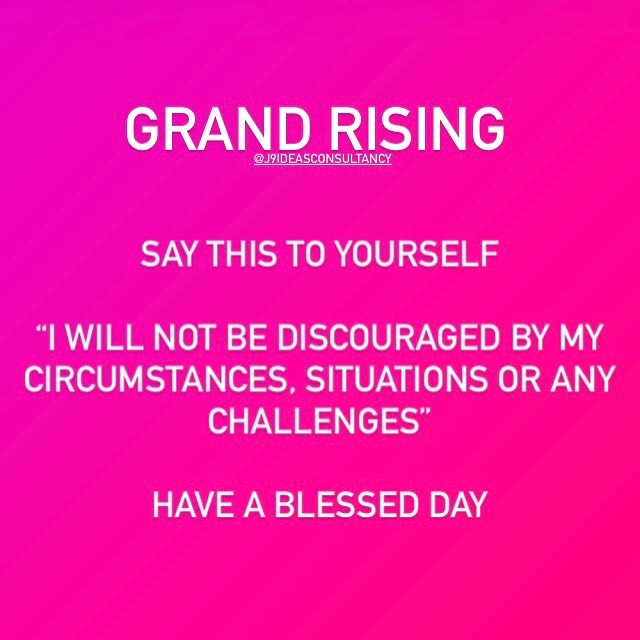 GRAND RISING
@J9IDEASCONSULTANCY
SAY THIS TO YOURSELF
“I WILL NOT BE DISCOURAGED BY MY
CIRCUMSTANCES, SITUATIONS OR ANY
CHALLENGES”
HAVE A BLESSED DAY